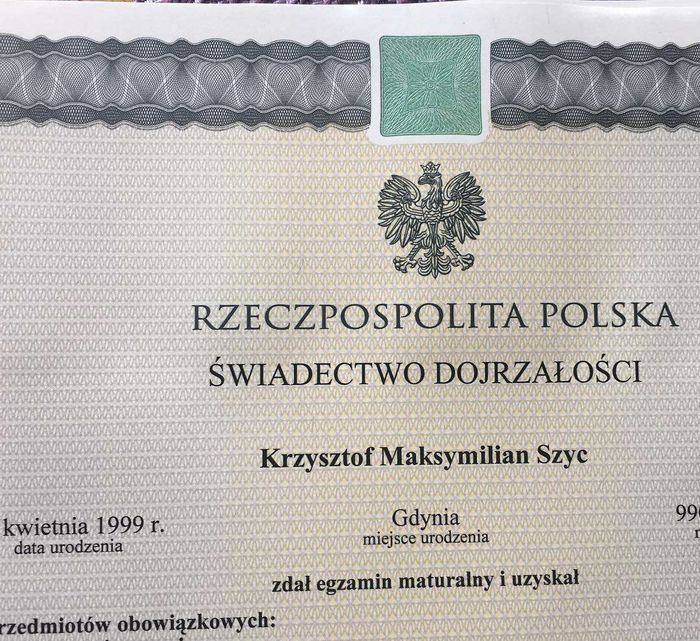 RZECZPOSPOLITA POLSKA
ŚWIADECTWO DOJRZAŁOŚCI
Krzysztof Maksymilian Szyc
kwietnia 1999 r. Gdynia
data urodzenia miejsce urodzenia
zdał egzamin maturalny i uzyskał
obowiązkowych: